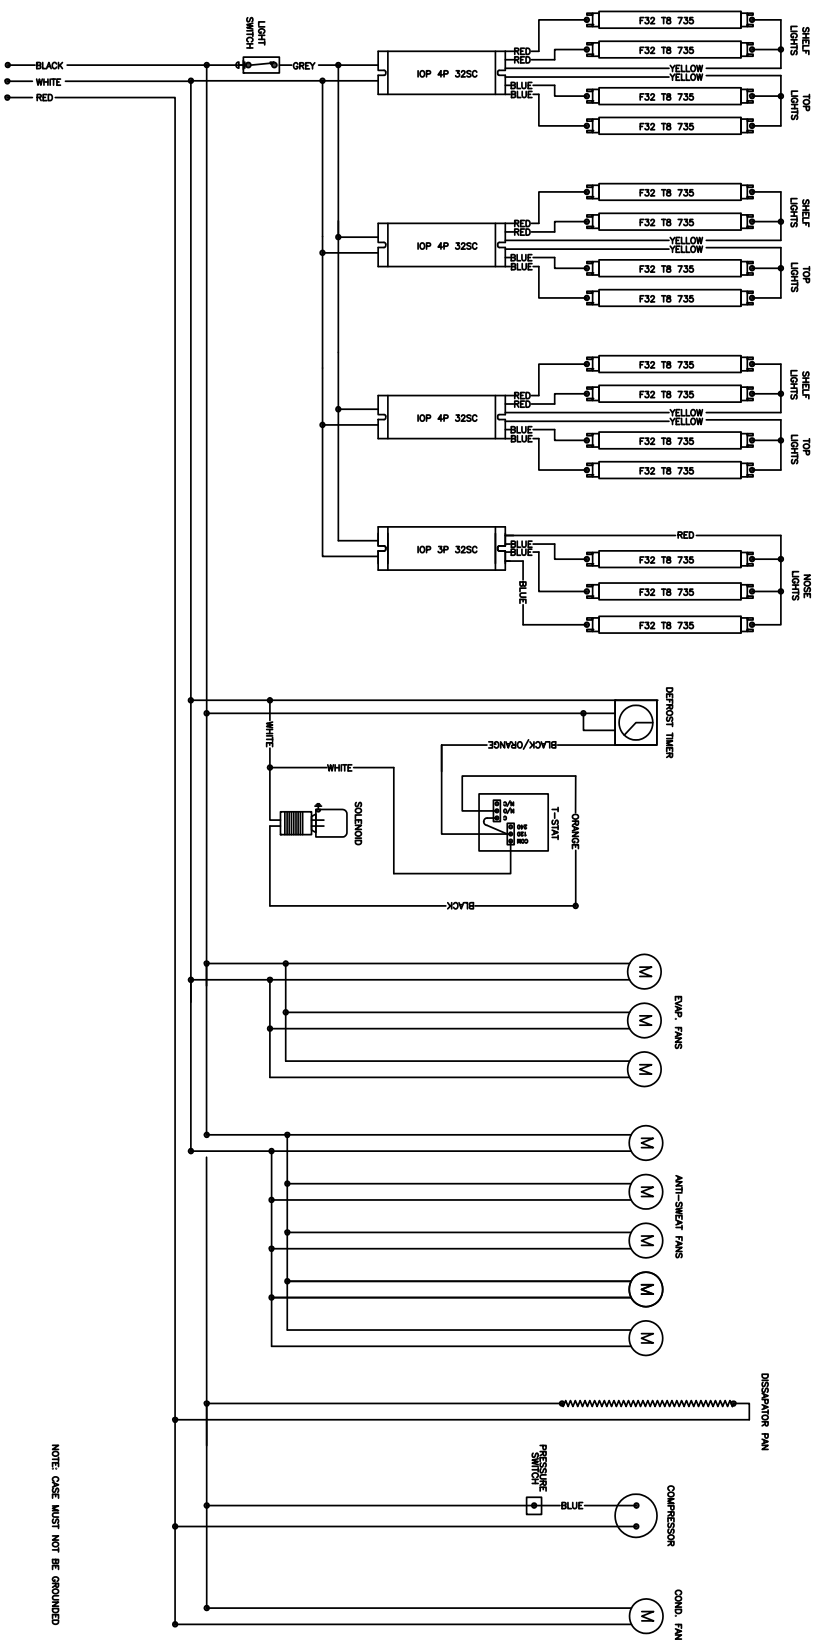 LIGHT
SWITCH
BLACK
WHITE
RED
GREY
IOP 4P 32SC
RED
RED
YELLOW
YELLOW
BLUE
BLUE
F32 T8 735
F32 T8 735
F32 T8 735
F32 T8 735
SHELF
LIGHTS
TOP
LIGHTS
IOP 4P 32SC
RED
RED
YELLOW
YELLOW
BLUE
BLUE
F32 T8 735
F32 T8 735
F32 T8 735
F32 T8 735
SHELF
LIGHTS
TOP
LIGHTS
IOP 4P 32SC
RED
RED
YELLOW
YELLOW
BLUE
BLUE
F32 T8 735
F32 T8 735
F32 T8 735
F32 T8 735
SHELF
LIGHTS
TOP
LIGHTS
IOP 3P 32SC
RED
BLUE
BLUE
BLUE
F32 T8 735
F32 T8 735
F32 T8 735
NOSE
LIGHTS
DEFROST TIMER
WHITE
BLACK/ORANGE
WHITE
SOLENOID
T-STAT
N/C
N/O
C
240
120
COM
ORANGE
BLACK
M
M
M
EVAP. FANS
M
M
M
M
M
ANTI-SWEAT FANS
DISSAPATOR PAN
PRESSURE
SWITCH
BLUE
COMPRESSOR
M
COND. FAN
NOTE: CASE MUST NOT BE GROUNDED